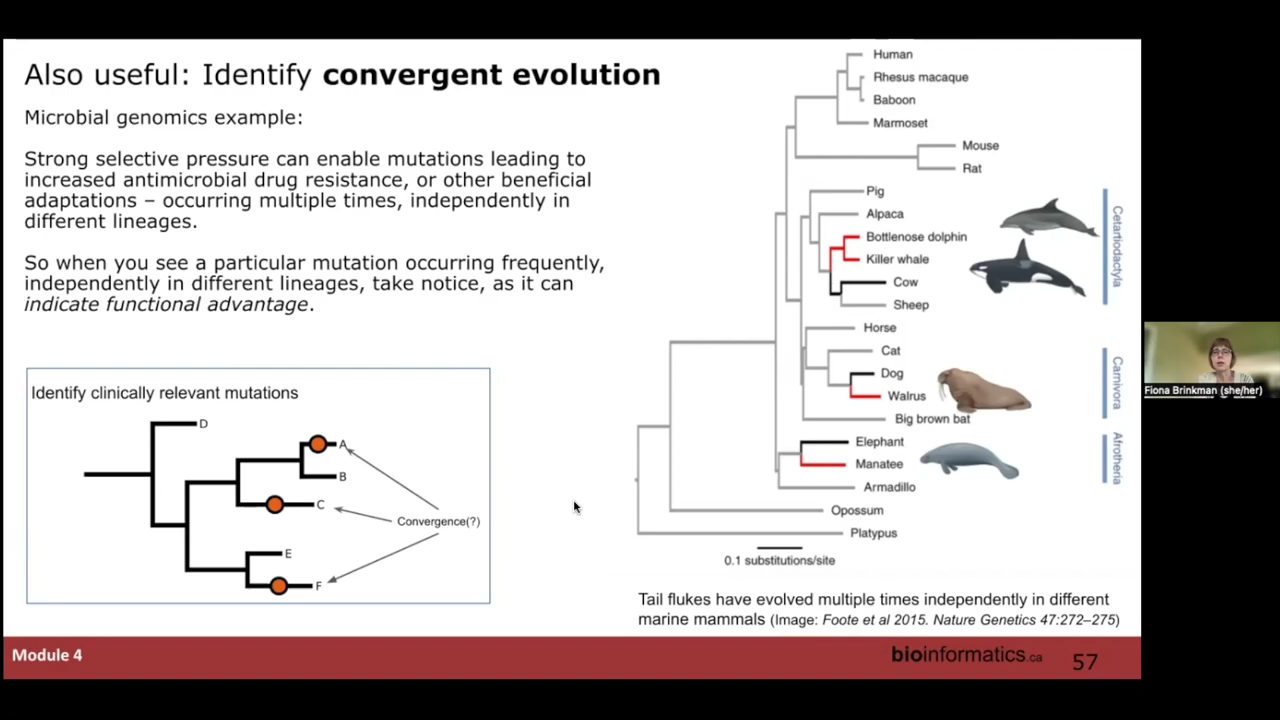 Also useful: Identify convergent evolution
Microbial genomics example:
Strong selective pressure can enable mutations leading to
increased antimicrobial drug resistance, or other beneficial
adaptations – occurring multiple times, independently in
different lineages.
So when you see a particular mutation occurring frequently,
independently in different lineages, take notice, as it can
indicate functional advantage.
Identify clinically relevant mutations
D
A
B
C
Convergence(?)
E
F
Human
Rhesus macaque
Baboon
Marmoset
Mouse
Rat
Pig
Alpaca
Bottlenose dolphin
Killer whale
Cow
Sheep
Horse
Cat
Dog
Walrus
Big brown bat
Elephant
Manatee
Armadillo
Opossum
Platypus
Cetartiodactyla
Carnivora
Afrotheria
0.1 substitutions/site
Tail flukes have evolved multiple times independently in different
marine mammals (Image: Foote et al 2015. Nature Genetics 47:272–275)
Module 4
bioinformatics.ca
57
Fiona Brinkman (she/her)